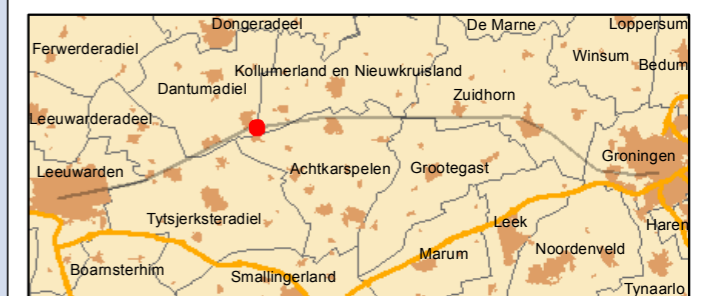 Dongeradeel
De Marne
Loppersum
Ferwerderadiel
Winsum
Bedum
Kollumerland en Nieuwkruisland
Dantumadiel
Zuidhorn
Leeuwarderadeel
Groningen
Leeuwarden
Achtkarspelen
Grootegast
Tytsjerksteradiel
Leek
Haren
Marum
Noordenveld
Boarnsterhim
Smallingerland
Tynaarlo